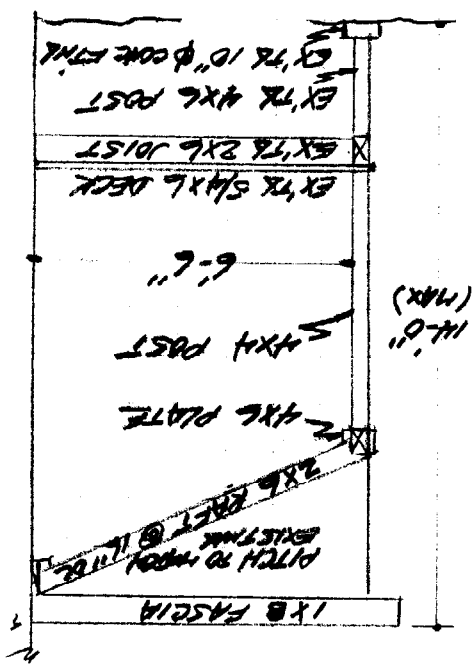 1X8 FASCIA
PITCH TO MATCH
EXISTING
2X6 RAFT @ 16" OC
4X6 PLATE
4X4 POST
14'-0"
(MAX)
6'-6"
EX'TG 5/4X6 DECK
EX'TG 2X6 JOIST
EX'TG 4X6 POST
EX'TG 10" Ø CONC FTNG